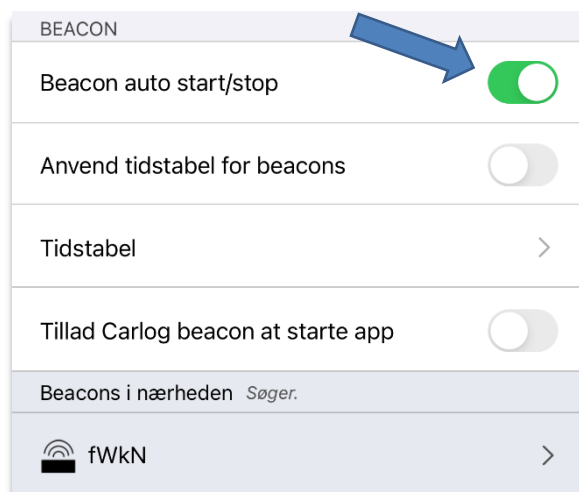 BEACON
Beacon auto start/stop
Anvend tidstabel for beacons
Tidstabel
Tillad Carlog beacon at starte app
Beacons i nærheden Søger.
fWkN